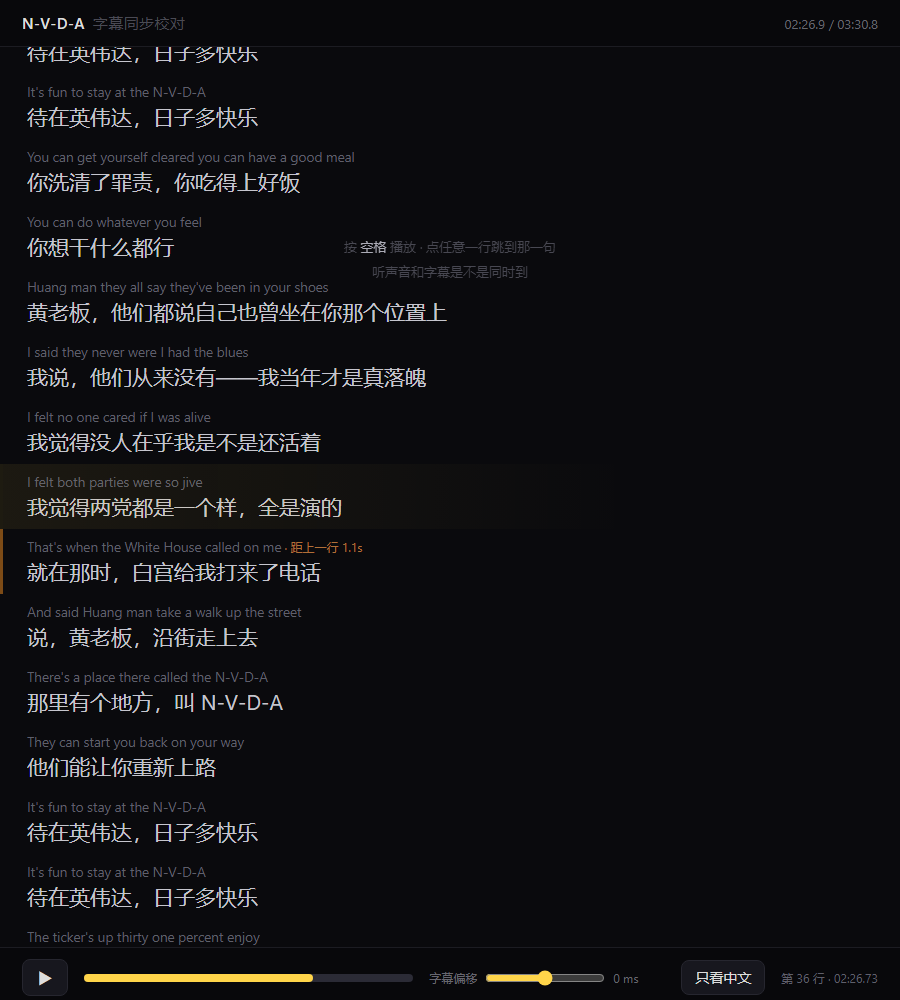 N-V-D-A 字幕同步校对
02:26.9 / 03:30.8
待在英伟达，日子多快乐
It's fun to stay at the N-V-D-A
待在英伟达，日子多快乐
You can get yourself cleared you can have a good meal
你洗清了罪责，你吃得上好饭
You can do whatever you feel
你想干什么都行
按 空格 播放 · 点任意一行跳到那一句
听声音和字幕是不是同时到
Huang man they all say they've been in your shoes
黄老板，他们都说自己也曾坐在你那个位置上
I said they never were I had the blues
我说，他们从来没有——我当年才是真落魄
I felt no one cared if I was alive
我觉得没人在乎我是不是还活着
I felt both parties were so jive
我觉得两党都是一个样，全是演的
That's when the White House called on me · 距上一行 1.1s
就在那时，白宫给我打来了电话
And said Huang man take a walk up the street
说，黄老板，沿街走上去
There's a place there called the N-V-D-A
那里有个地方，叫 N-V-D-A
They can start you back on your way
他们能让你重新上路
It's fun to stay at the N-V-D-A
待在英伟达，日子多快乐
It's fun to stay at the N-V-D-A
待在英伟达，日子多快乐
The ticker's up thirty one percent enjoy
字幕偏移
0 ms
只看中文
第 36 行 · 02:26.73